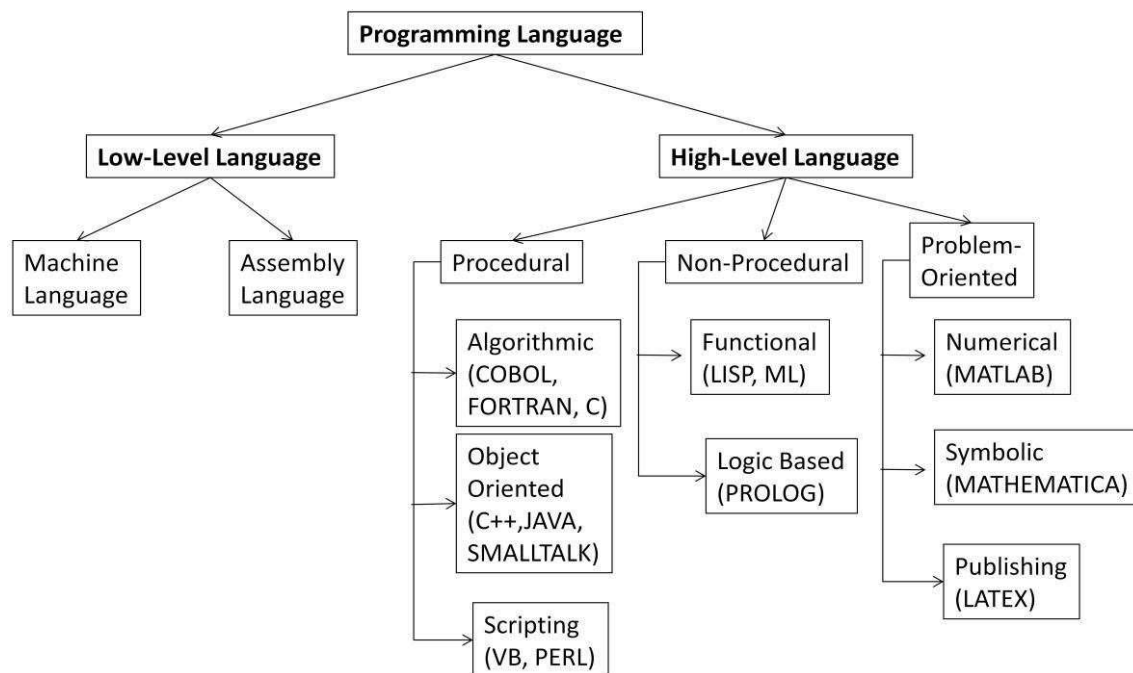 Programming Language
Low-Level Language
High-Level Language
Machine
Language
Assembly
Language
Procedural
Non-Procedural
Problem-
Oriented
Algorithmic
(COBOL,
FORTRAN, C)
Object
Oriented
(C++,JAVA,
SMALLTALK)
Scripting
(VB, PERL)
Functional
(LISP, ML)
Logic Based
(PROLOG)
Numerical
(MATLAB)
Symbolic
(MATHEMATICA)
Publishing
(LATEX)